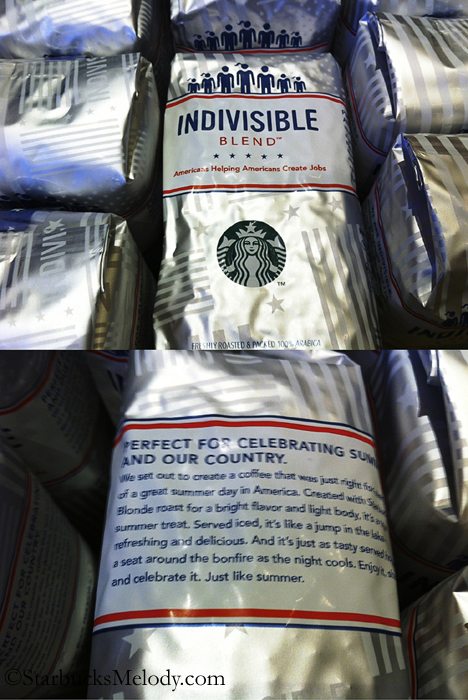 INDIVISIBLE
BLEND™
Americans Helping Americans Create Jobs
TM
FRESHLY ROASTED & PACKED 100% ARABICA
PERFECT FOR CELEBRATING
AND OUR COUNTRY.
We set out to create a coffee that was just right
of a great summer day in America. Created with
Blonde roast for a bright flavor and light body, it's
summer treat. Served iced, it's like a jump in the
refreshing and delicious. And it's just as tasty served
a seat around the bonfire as the night cools. Enjoy it,
and celebrate it. Just like summer.
©StarbucksMelody.com